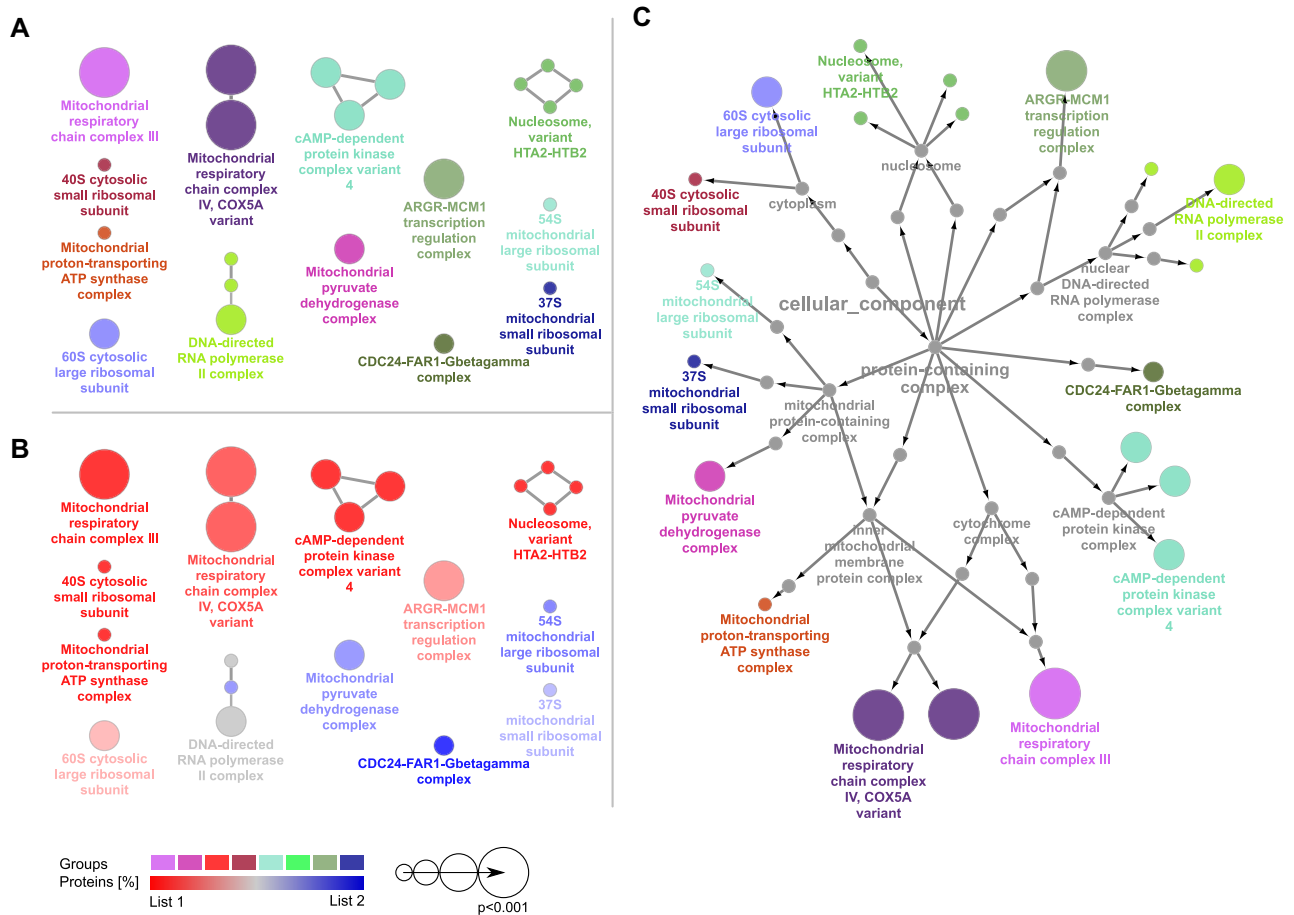 A
Mitochondrial
respiratory
chain complex III
40S cytosolic
small ribosomal
subunit
Mitochondrial
proton-transporting
ATP synthase
complex
60S cytosolic
large ribosomal
subunit
Mitochondrial
respiratory
chain complex
IV, COX5A
variant
DNA-directed
RNA polymerase
II complex
cAMP-dependent
protein kinase
complex variant
4
Mitochondrial
pyruvate
dehydrogenase
complex
ARGR-MCM1
transcription
regulation
complex
CDC24-FAR1-Gbetagamma
complex
Nucleosome,
variant
HTA2-HTB2
54S
mitochondrial
large ribosomal
subunit
37S
mitochondrial
small ribosomal
subunit
B
Mitochondrial
respiratory
chain complex III
40S cytosolic
small ribosomal
subunit
Mitochondrial
proton-transporting
ATP synthase
complex
60S cytosolic
large ribosomal
subunit
Mitochondrial
respiratory
chain complex
IV, COX5A
variant
DNA-directed
RNA polymerase
II complex
cAMP-dependent
protein kinase
complex variant
4
Mitochondrial
pyruvate
dehydrogenase
complex
ARGR-MCM1
transcription
regulation
complex
CDC24-FAR1-Gbetagamma
complex
Nucleosome,
variant
HTA2-HTB2
54S
mitochondrial
large ribosomal
subunit
37S
mitochondrial
small ribosomal
subunit
C
Nucleosome,
variant
HTA2-HTB2
60S cytosolic
large ribosomal
subunit
ARGR-MCM1
transcription
regulation
complex
nucleosome
40S cytosolic
small ribosomal
subunit
cytoplasm
DNA-directed
RNA polymerase
II complex
nuclear
DNA-directed
RNA polymerase
complex
54S
mitochondrial
large ribosomal
subunit
cellular_component
protein-containing
complex
37S
mitochondrial
small ribosomal
subunit
mitochondrial
protein-containing
complex
CDC24-FAR1-Gbetagamma
complex
Mitochondrial
pyruvate
dehydrogenase
complex
inner
mitochondrial
membrane
protein complex
cytochrome
complex
cAMP-dependent
protein kinase
complex
cAMP-dependent
protein kinase
complex variant
4
Mitochondrial
proton-transporting
ATP synthase
complex
Mitochondrial
respiratory
chain complex
IV, COX5A
variant
Mitochondrial
respiratory
chain complex III
Groups
Proteins [%]
List 1
List 2
p<0.001